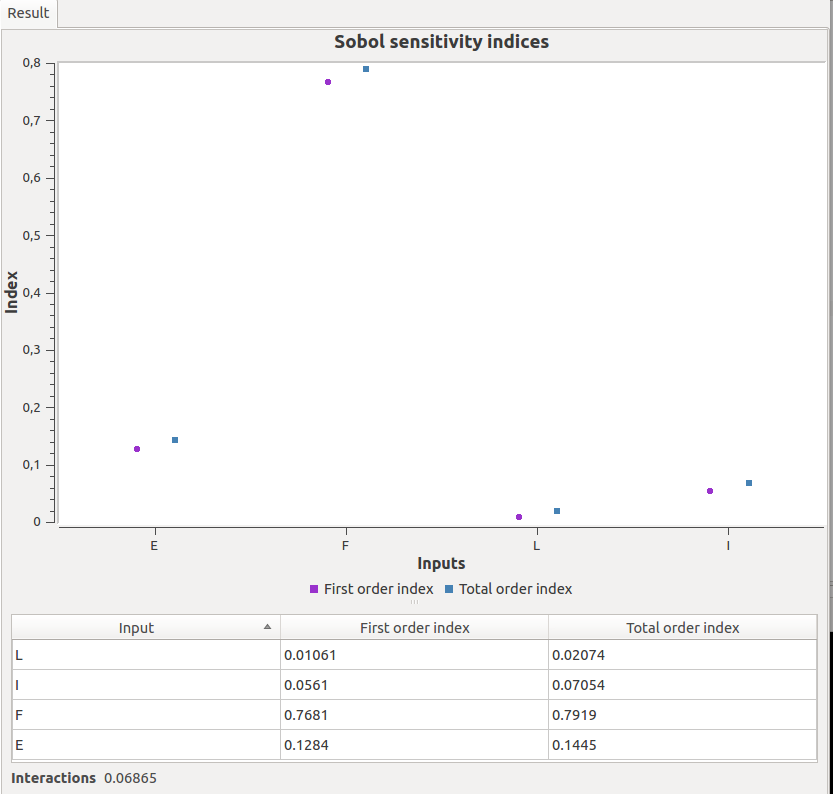 Result
Sobol sensitivity indices
0,8
0,7
0,6
0,5
0,4
0,3
0,2
0,1
0
Index
E F L I
Inputs
First order index Total order index
Input First order index Total order index
L 0.01061 0.02074
I 0.0561 0.07054
F 0.7681 0.7919
E 0.1284 0.1445
Interactions 0.06865